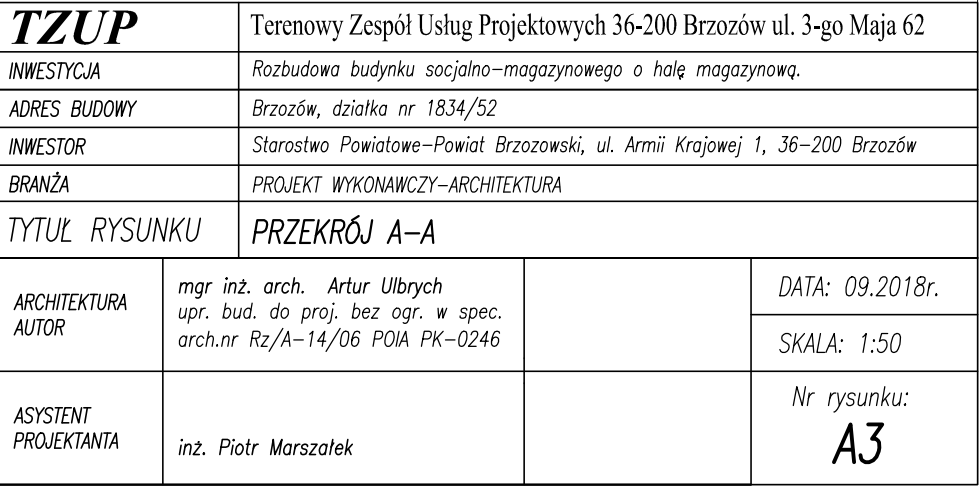 TZUP
Terenowy Zespół Usług Projektowych 36-200 Brzozów ul. 3-go Maja 62
INWESTYCJA
Rozbudowa budynku socjalno-magazynowego o halę magazynową.
ADRES BUDOWY
Brzozów, działka nr 1834/52
INWESTOR
Starostwo Powiatowe-Powiat Brzozowski, ul. Armii Krajowej 1, 36-200 Brzozów
BRANŻA
PROJEKT WYKONAWCZY-ARCHITEKTURA
TYTUŁ RYSUNKU
PRZEKRÓJ A-A
ARCHITEKTURA
AUTOR
mgr inż. arch. Artur Ulbrych
upr. bud. do proj. bez ogr. w spec.
arch.nr Rz/A-14/06 POIA PK-0246
DATA: 09.2018r.
SKALA: 1:50
ASYSTENT
PROJEKTANTA
inż. Piotr Marszałek
Nr rysunku:
A3